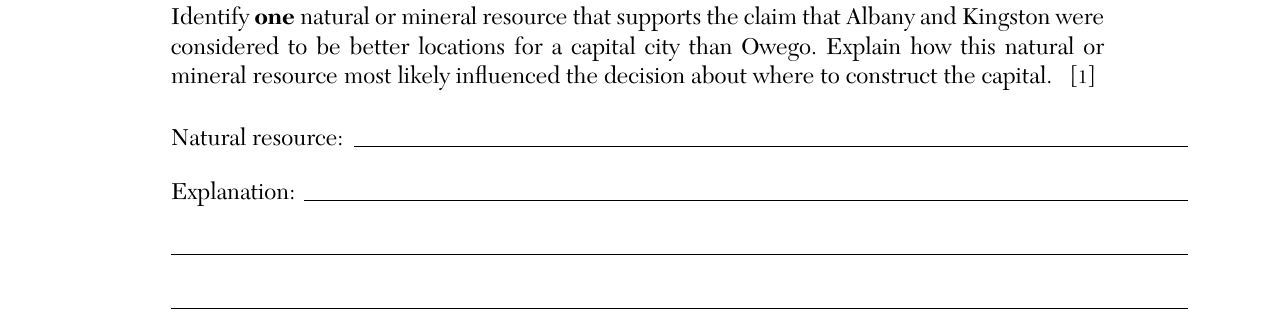 Identify one natural or mineral resource that supports the claim that Albany and Kingston were
considered to be better locations for a capital city than Owego. Explain how this natural or
mineral resource most likely influenced the decision about where to construct the capital. [1]
Natural resource:
Explanation: